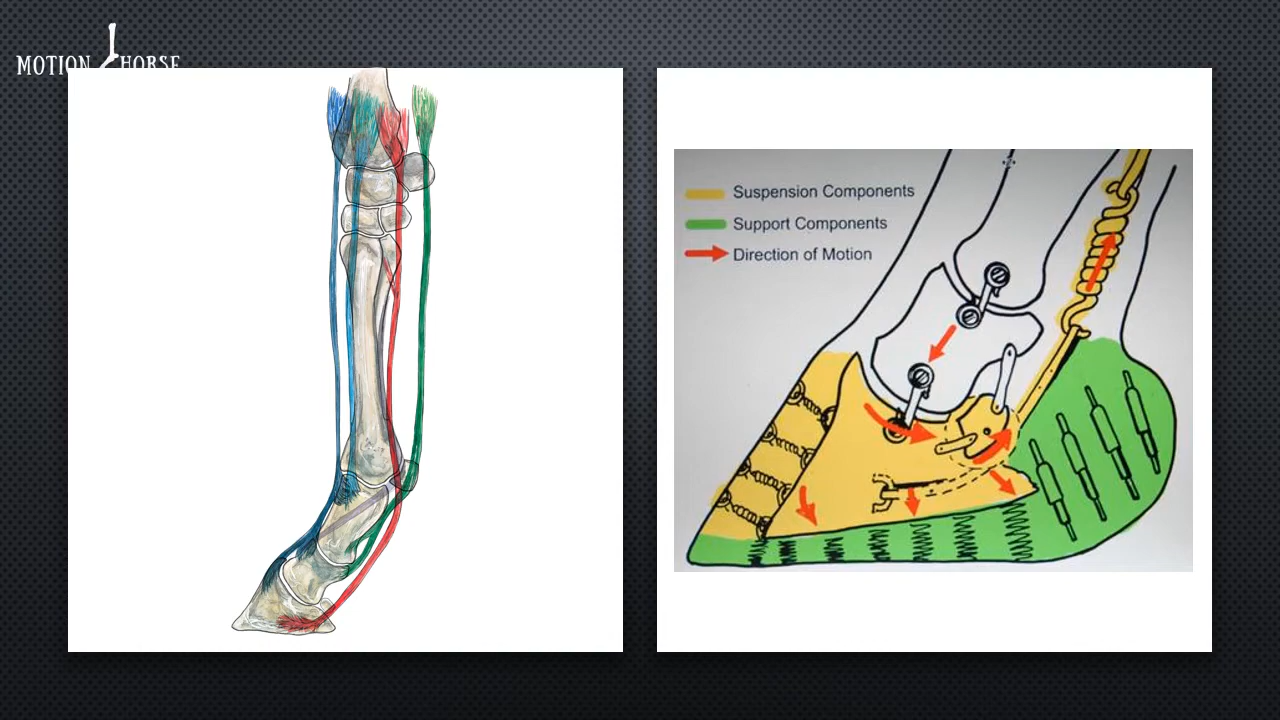 MOTION HORSE
Suspension Components
Support Components
Direction of Motion